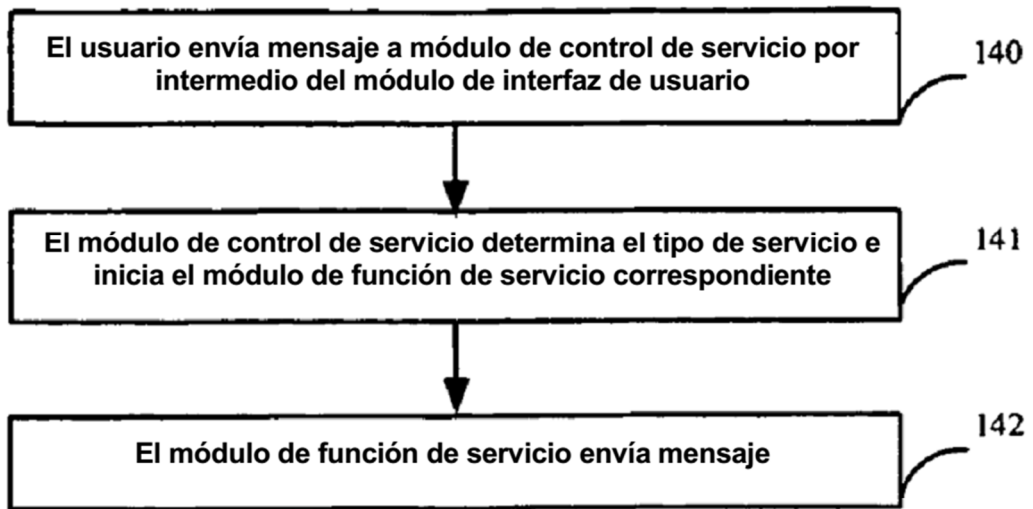 El usuario envía mensaje a módulo de control de servicio por
intermedio del módulo de interfaz de usuario
140
El módulo de control de servicio determina el tipo de servicio e
inicia el módulo de función de servicio correspondiente
141
El módulo de función de servicio envía mensaje
142